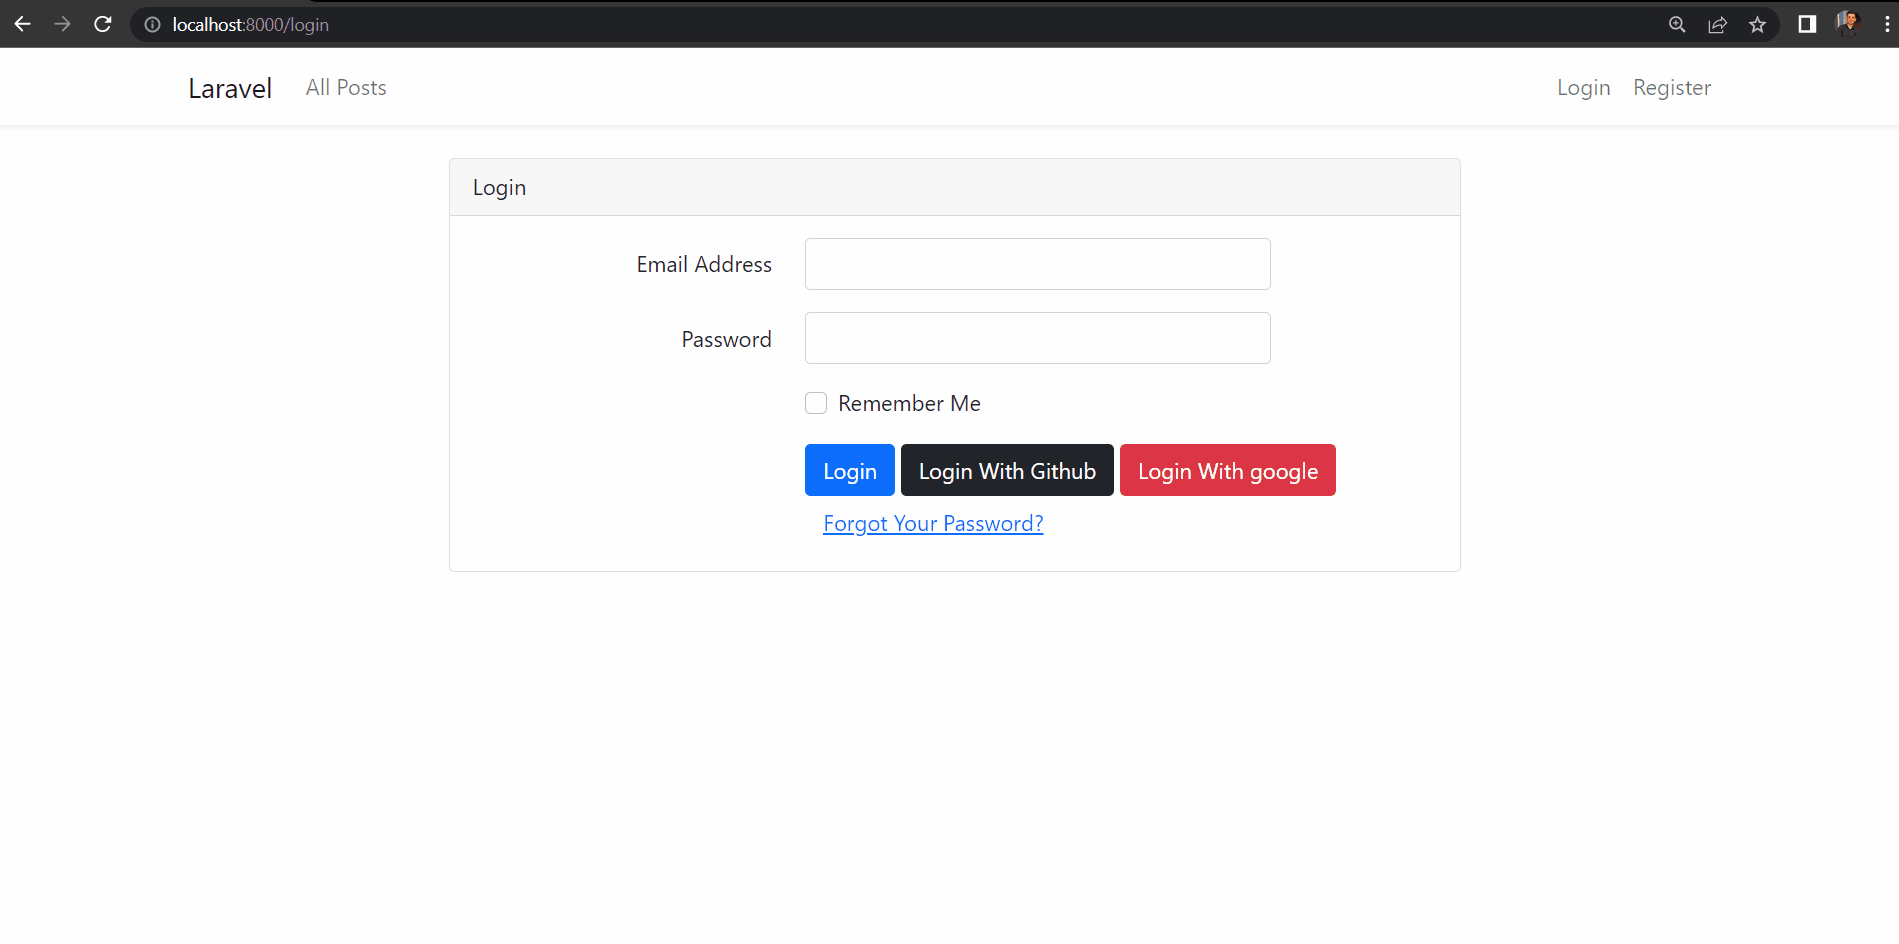 localhost:8000/login
Laravel All Posts Login Register
Login
Email Address
Password
Remember Me
Login Login With Github Login With google
Forgot Your Password?